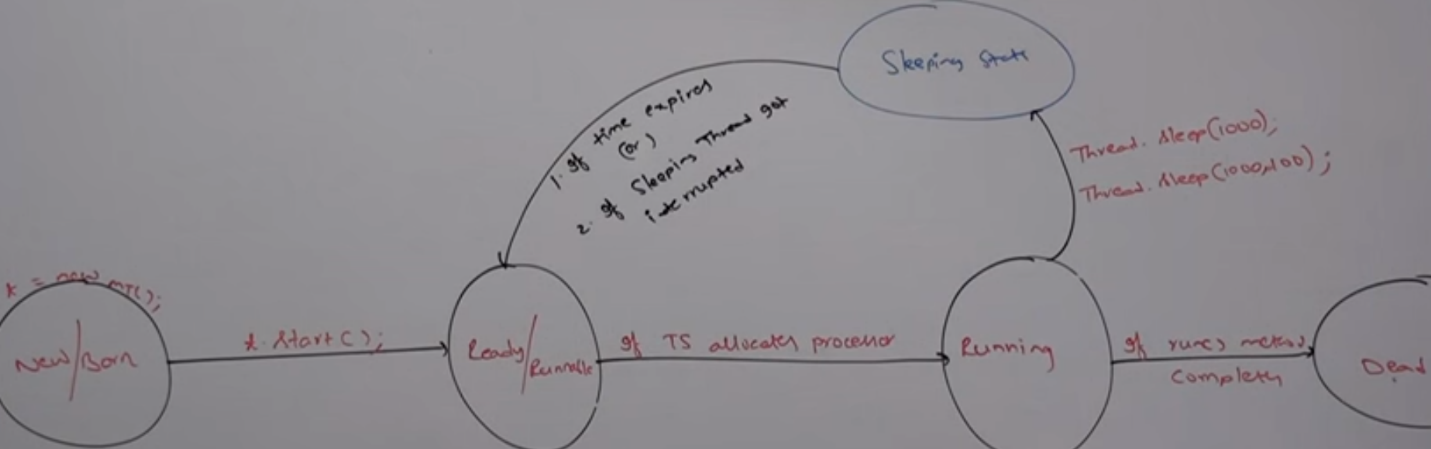 Sleeping State
1. If time expires
(or)
2. If Sleeping Thread got
interrupted
Thread.sleep(1000);
Thread.sleep(1000,100);
t = new MT();
New/Born
t.start();
Ready/Runnable
If TS allocates processor
Running
If run() method
completes
Dead